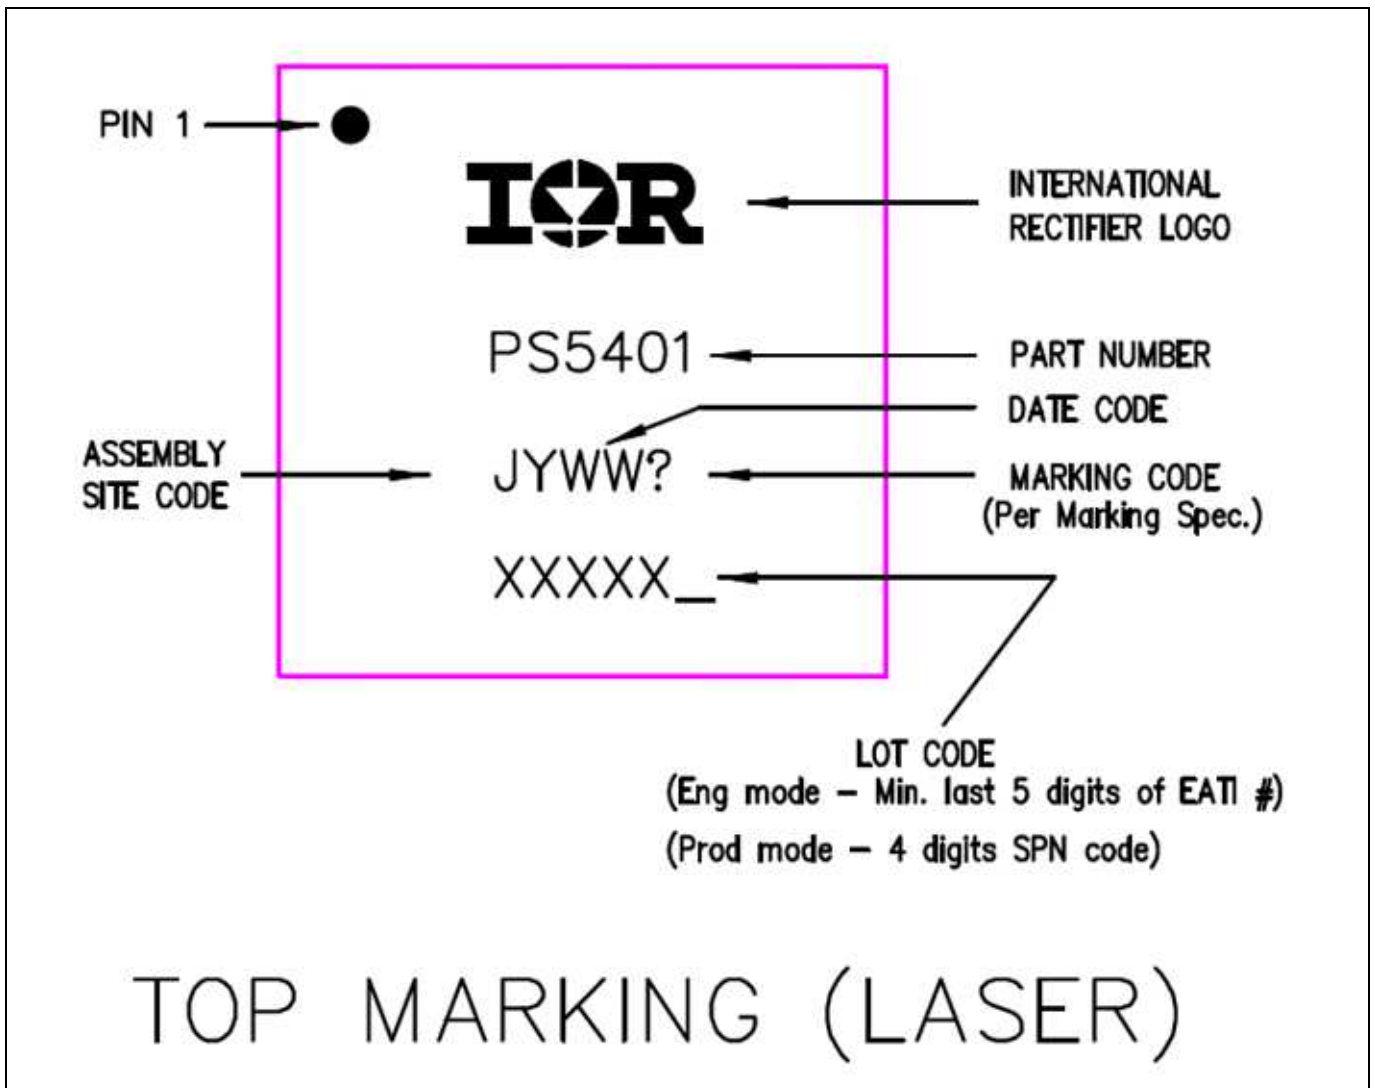 PIN 1
IOR
INTERNATIONAL
RECTIFIER LOGO
PS5401
PART NUMBER
DATE CODE
ASSEMBLY
SITE CODE
JYWW?
MARKING CODE
(Per Marking Spec.)
XXXXX_
LOT CODE
(Eng mode – Min. last 5 digits of EATI #)
(Prod mode – 4 digits SPN code)
TOP MARKING (LASER)